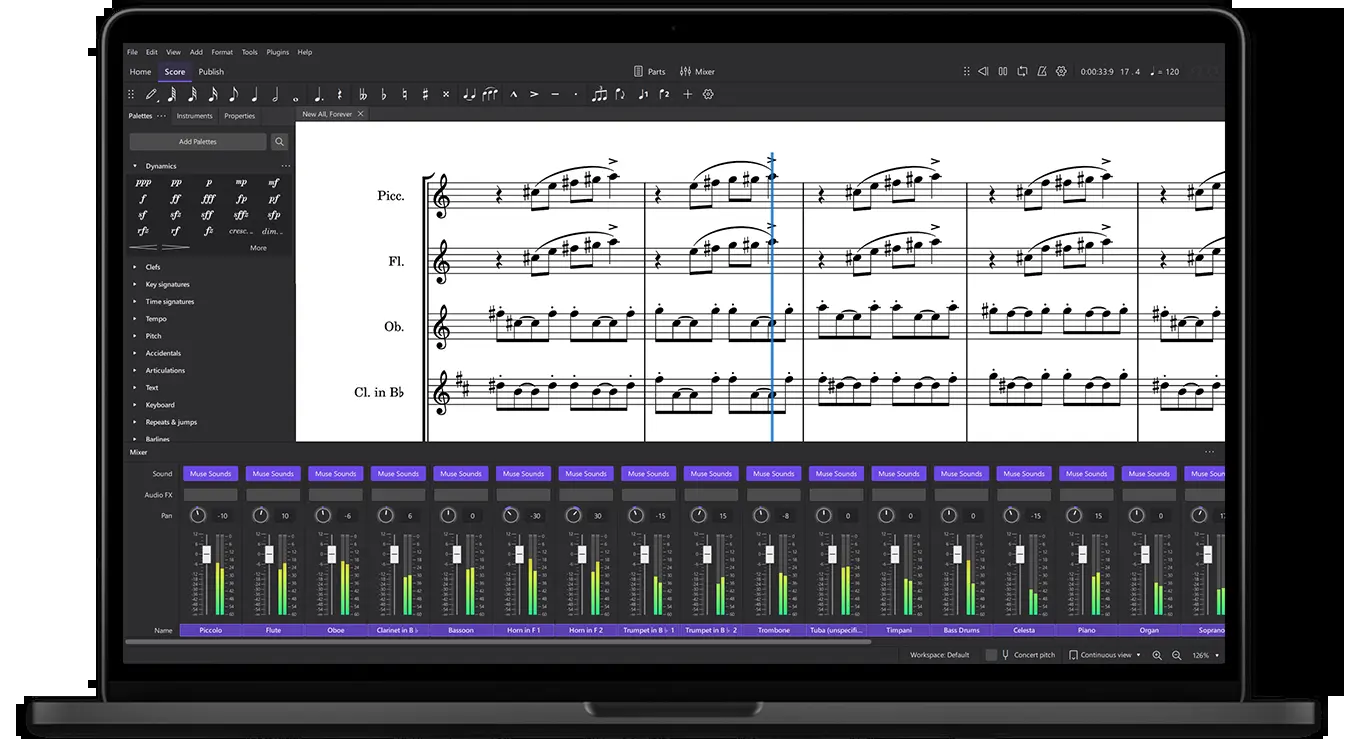 File Edit View Add Format Tools Plugins Help
Home Score Publish Parts Mixer 0:00:33:9 17 . 4 ♩ = 120
Palettes Instruments Properties New All, Forever
Add Palettes
Dynamics
ppp pp p mp mf
f ff fff fp pf
sf sfz sff sffz sfp
rfz rf fz cresc. dim.
More
Clefs
Key signatures
Time signatures
Tempo
Pitch
Accidentals
Articulations
Text
Keyboard
Repeats & jumps
Barlines
Picc.
Fl.
Ob.
Cl. in B♭
Mixer
Sound Muse Sounds Muse Sounds Muse Sounds Muse Sounds Muse Sounds Muse Sounds Muse Sounds Muse Sounds Muse Sounds Muse Sounds Muse Sounds Muse Sounds Muse Sounds Muse Sounds Muse Sounds Muse Sounds Muse Soun
Audio FX
Pan -10 10 -6 6 0 -30 30 -15 15 -8 0 0 0 -15 15 0
Name Piccolo Flute Oboe Clarinet in B♭ Bassoon Horn in F 1 Horn in F 2 Trumpet in B♭ 1 Trumpet in B♭ 2 Trombone Tuba (unspecifi... Timpani Bass Drums Celesta Piano Organ Soprano
Workspace: Default Concert pitch Continuous view 126%